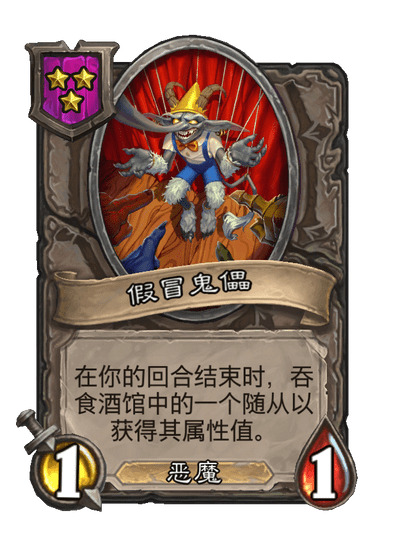 假冒鬼儡
在你的回合结束时，吞
食酒馆中的一个随从以
获得其属性值。
恶魔
1
1